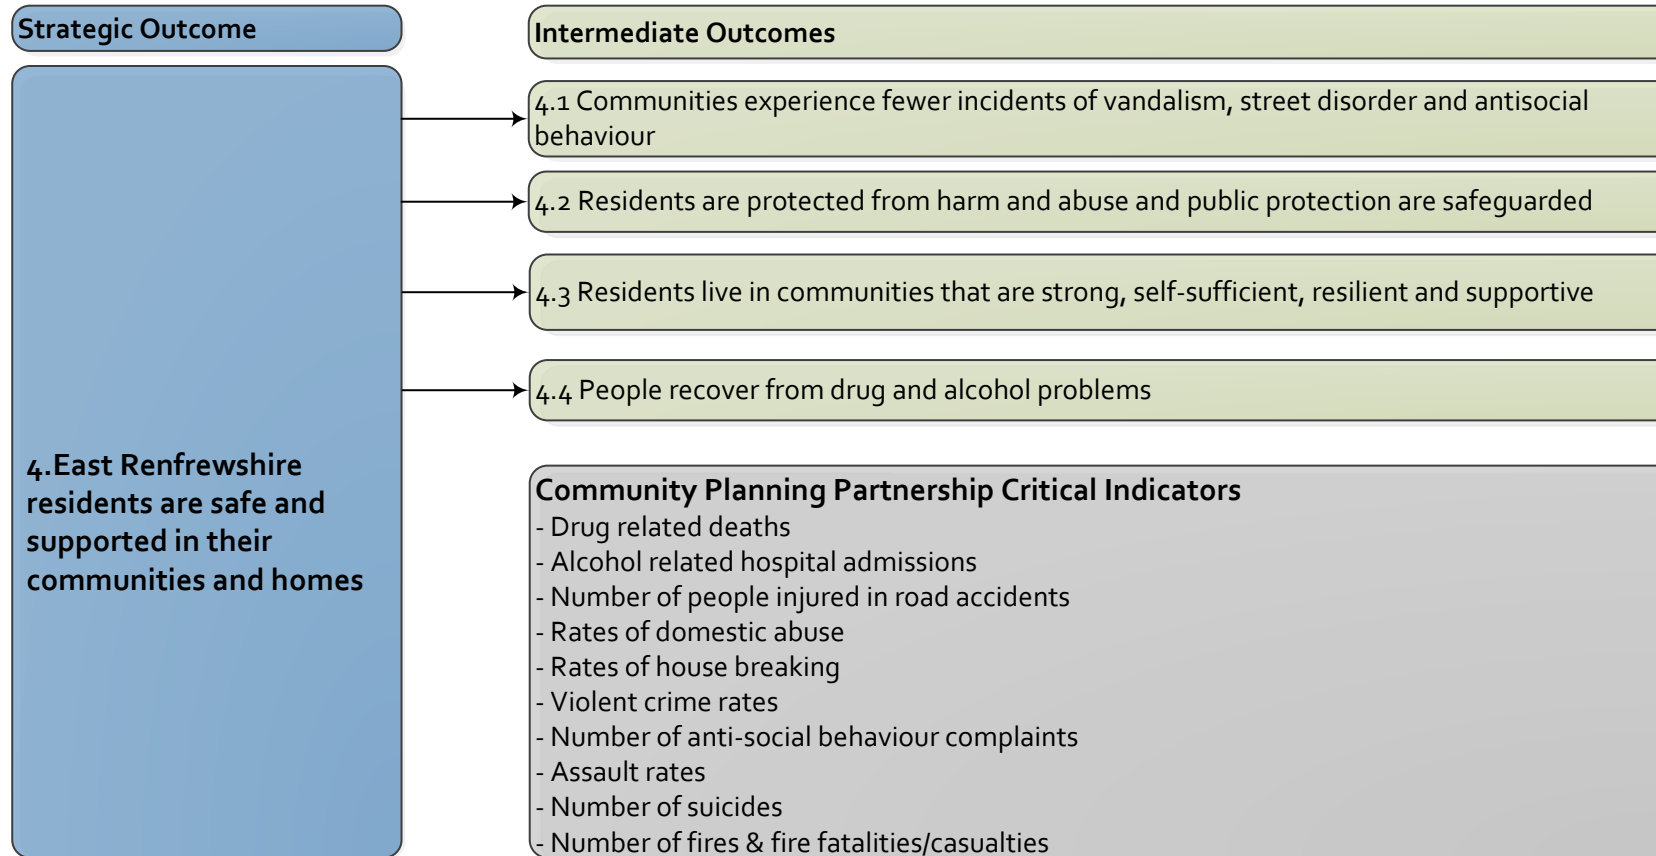 Strategic Outcome
Intermediate Outcomes
4.1 Communities experience fewer incidents of vandalism, street disorder and antisocial
behaviour
4.2 Residents are protected from harm and abuse and public protection are safeguarded
4.3 Residents live in communities that are strong, self-sufficient, resilient and supportive
4.4 People recover from drug and alcohol problems
4.East Renfrewshire
residents are safe and
supported in their
communities and homes
Community Planning Partnership Critical Indicators
- Drug related deaths
- Alcohol related hospital admissions
- Number of people injured in road accidents
- Rates of domestic abuse
- Rates of house breaking
- Violent crime rates
- Number of anti-social behaviour complaints
- Assault rates
- Number of suicides
- Number of fires & fire fatalities/casualties